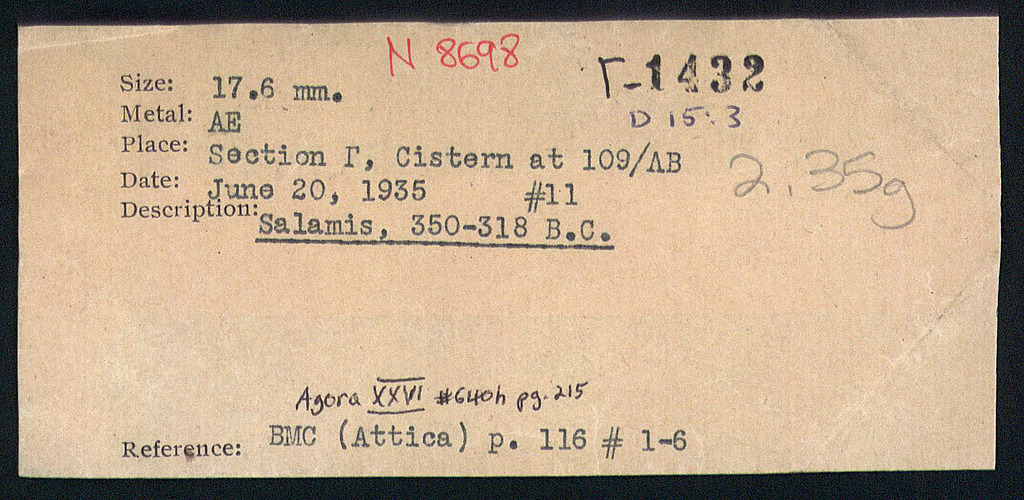 N 8698
Γ-1432
Size: 17.6 mm.
D 15:3
Metal: AE
Place: Section Γ, Cistern at 109/ΛΒ
2.35g
Date: June 20, 1935 #11
Description: Salamis, 350-318 B.C.
Agora XXVI #640h pg. 215
Reference: BMC (Attica) p. 116 # 1-6